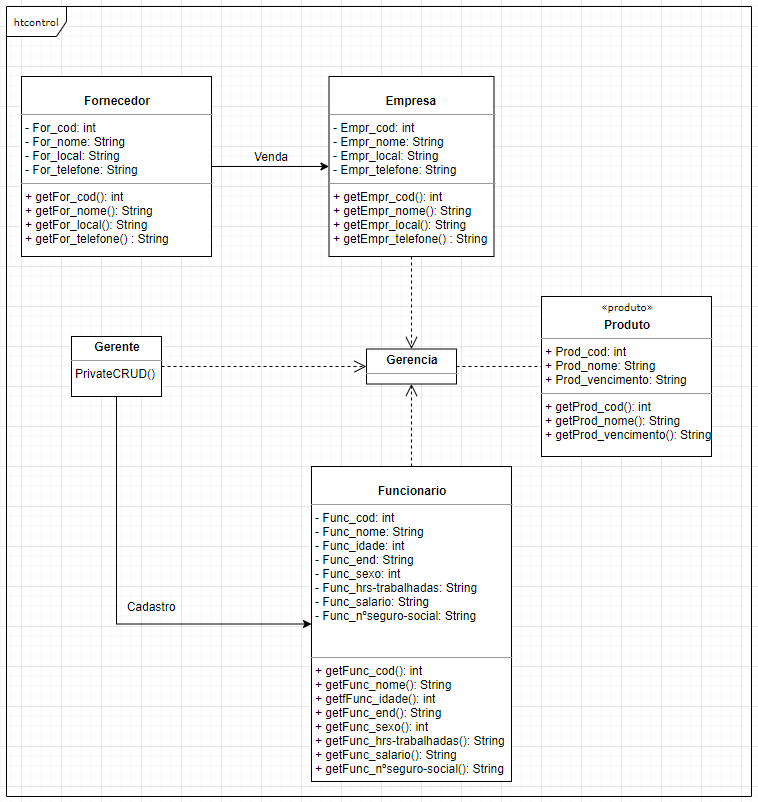 htcontrol
Fornecedor
- For_cod: int
- For_nome: String
- For_local: String
- For_telefone: String
+ getFor_cod(): int
+ getFor_nome(): String
+ getFor_local(): String
+ getFor_telefone() : String
Venda
Empresa
- Empr_cod: int
- Empr_nome: String
- Empr_local: String
- Empr_telefone: String
+ getEmpr_cod(): int
+ getEmpr_nome(): String
+ getEmpr_local(): String
+ getEmpr_telefone() : String
«produto»
Produto
+ Prod_cod: int
+ Prod_nome: String
+ Prod_vencimento: String
+ getProd_cod(): int
+ getProd_nome(): String
+ getProd_vencimento(): String
Gerente
PrivateCRUD()
Gerencia
Cadastro
Funcionario
- Func_cod: int
- Func_nome: String
- Func_idade: int
- Func_end: String
- Func_sexo: int
- Func_hrs-trabalhadas: String
- Func_salario: String
- Func_nºseguro-social: String
+ getFunc_cod(): int
+ getFunc_nome(): String
+ getfFunc_idade(): int
+ getFunc_end(): String
+ getFunc_sexo(): int
+ getFunc_hrs-trabalhadas(): String
+ getFunc_salario(): String
+ getFunc_nºseguro-social(): String